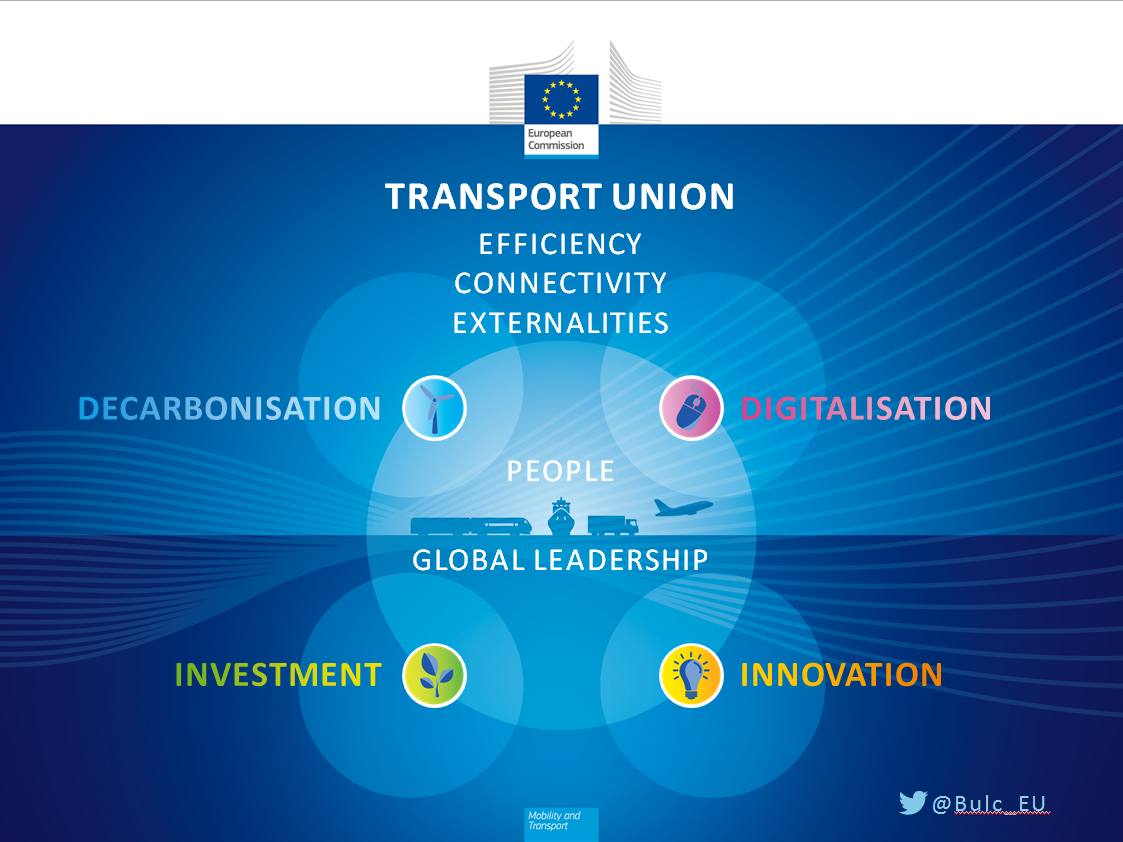 European
Commission
TRANSPORT UNION
EFFICIENCY
CONNECTIVITY
EXTERNALITIES
DECARBONISATION
DIGITALISATION
PEOPLE
GLOBAL LEADERSHIP
INVESTMENT
INNOVATION
@Bulc_EU
Mobility and
Transport